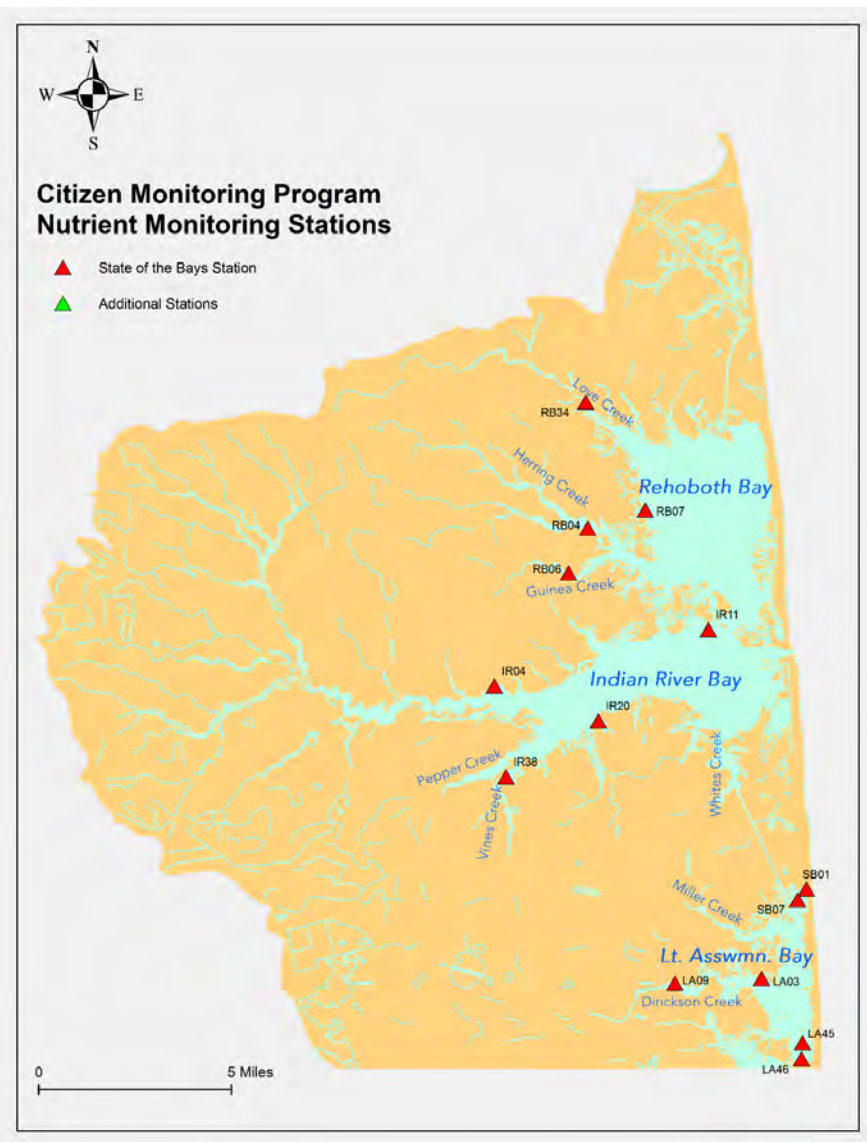 N
W E
S
Citizen Monitoring Program
Nutrient Monitoring Stations
State of the Bays Station
Additional Stations
Love Creek
RB34
Herring Creek
Rehoboth Bay
RB07
RB04
RB06
Guinea Creek
IR11
IR04
Indian River Bay
IR20
Pepper Creek
IR38
Whites Creek
Vines Creek
SB01
Miller Creek
SB07
Lt. Asswmn. Bay
LA09
LA03
Dirickson Creek
LA45
LA46
0 5 Miles